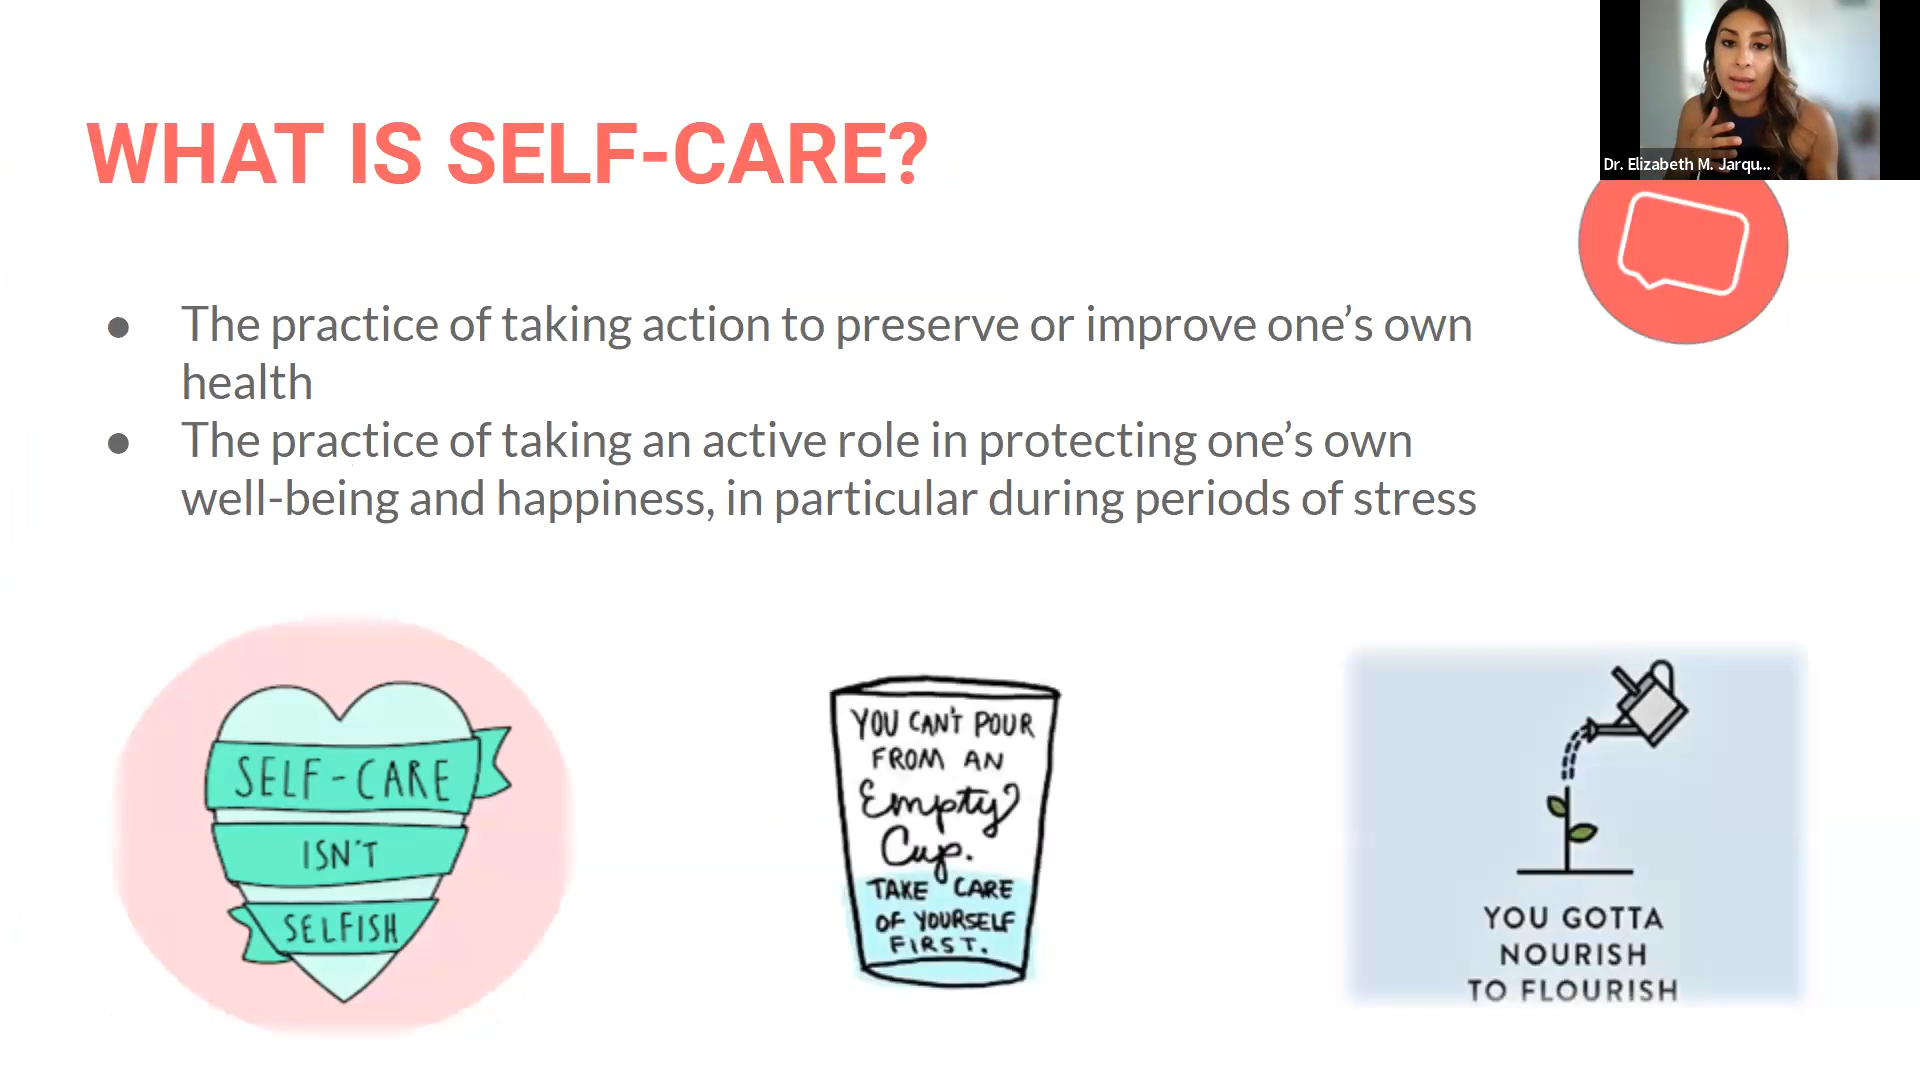 Dr. Elizabeth M. Jarqu...
WHAT IS SELF-CARE?
● The practice of taking action to preserve or improve one’s own
health
● The practice of taking an active role in protecting one’s own
well-being and happiness, in particular during periods of stress
SELF-CARE
ISN'T
SELFISH
YOU CAN'T POUR
FROM AN
Empty
Cup.
TAKE CARE
OF YOURSELF
FIRST.
YOU GOTTA
NOURISH
TO FLOURISH